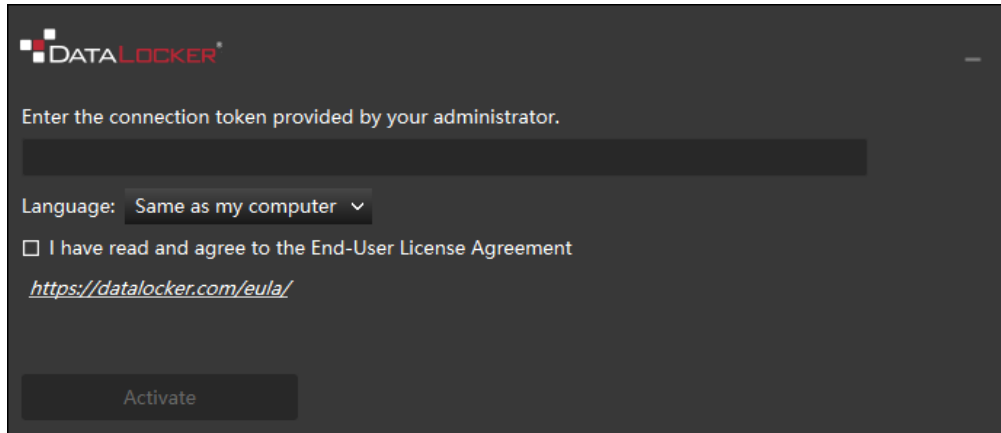 DATALOCKER®
Enter the connection token provided by your administrator.
Language: Same as my computer
I have read and agree to the End-User License Agreement
https://datalocker.com/eula/
Activate